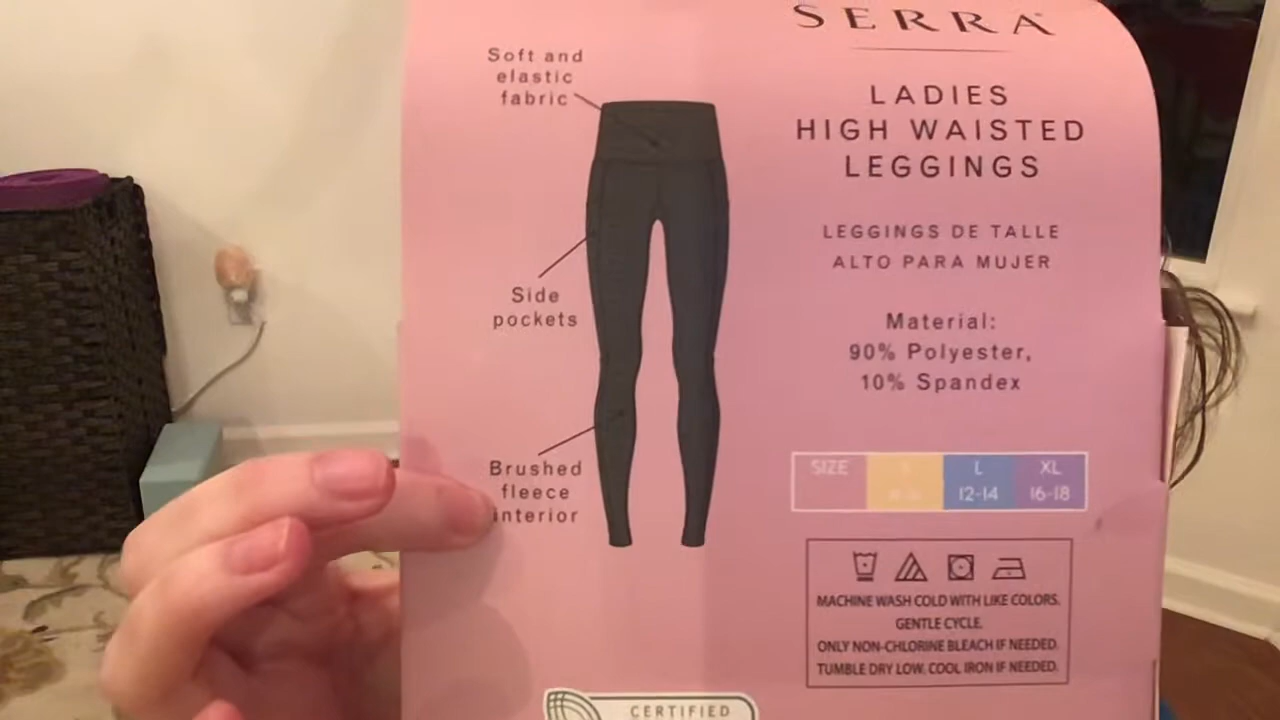 SERRA
Soft and
elastic
fabric
LADIES
HIGH WAISTED
LEGGINGS
LEGGINGS DE TALLE
ALTO PARA MUJER
Side
pockets
Material:
90% Polyester,
10% Spandex
Brushed
fleece
interior
SIZE L XL
12-14 16-18
MACHINE WASH COLD WITH LIKE COLORS.
GENTLE CYCLE.
ONLY NON-CHLORINE BLEACH IF NEEDED.
TUMBLE DRY LOW. COOL IRON IF NEEDED.
CERTIFIED